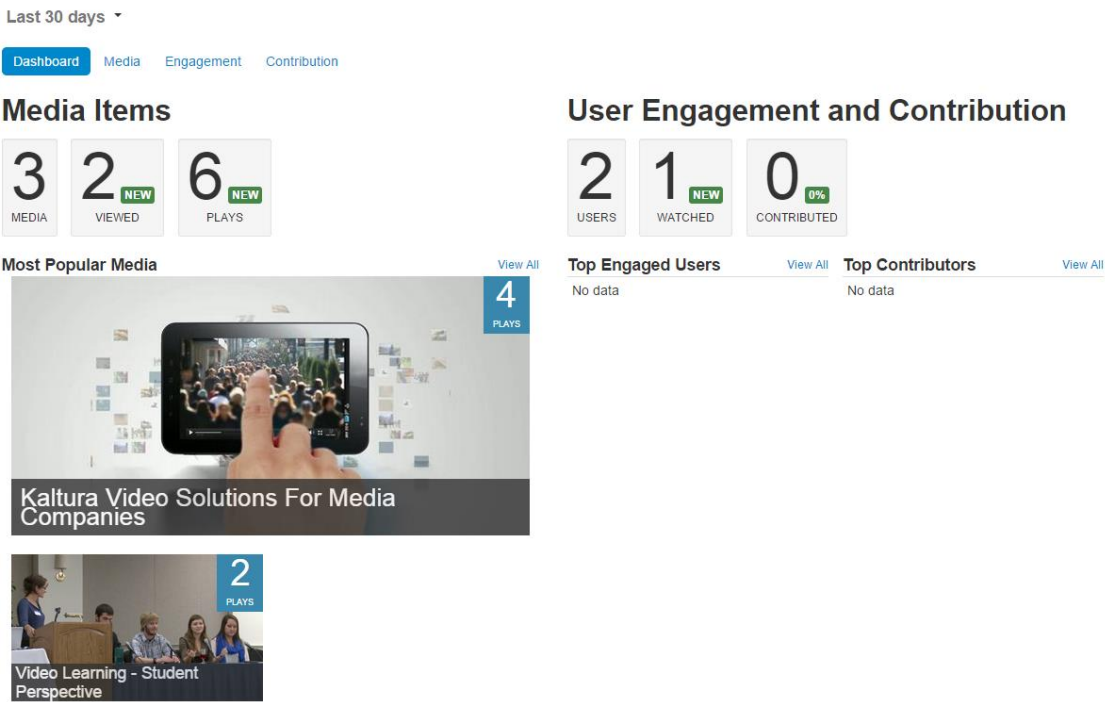 Last 30 days
Dashboard Media Engagement Contribution
Media Items
3 MEDIA
2 NEW VIEWED
6 NEW PLAYS
Most Popular Media View All
4 PLAYS
Kaltura Video Solutions For Media
Companies
2 PLAYS
Video Learning - Student
Perspective
User Engagement and Contribution
2 USERS
1 NEW WATCHED
0 0% CONTRIBUTED
Top Engaged Users View All
No data
Top Contributors View All
No data